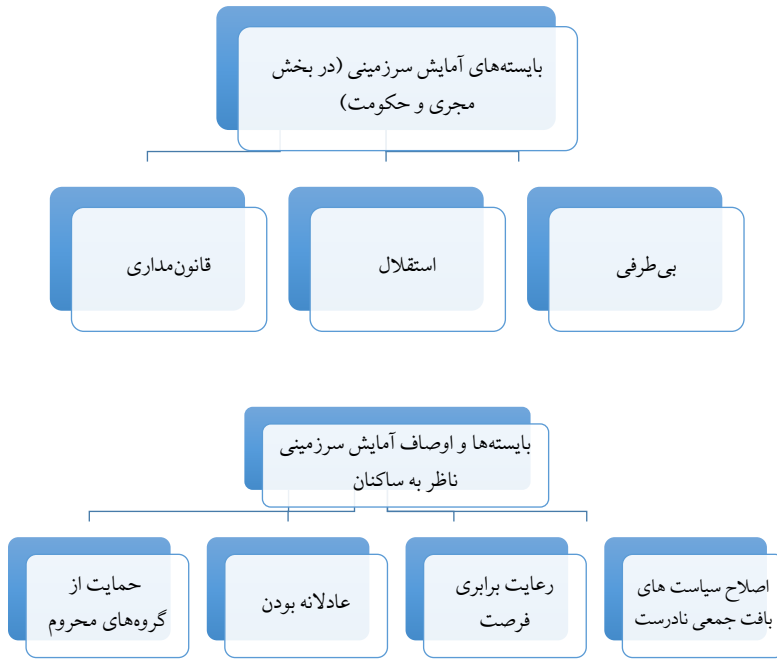 بایسته‌های آمایش سرزمینی (در بخش
مجری و حکومت)
بی‌طرفی
استقلال
قانون‌مداری
بایسته‌ها و اوصاف آمایش سرزمینی
ناظر به ساکنان
اصلاح سیاست های
بافت جمعی نادرست
رعایت برابری
فرصت
عادلانه بودن
حمایت از
گروه‌های محروم